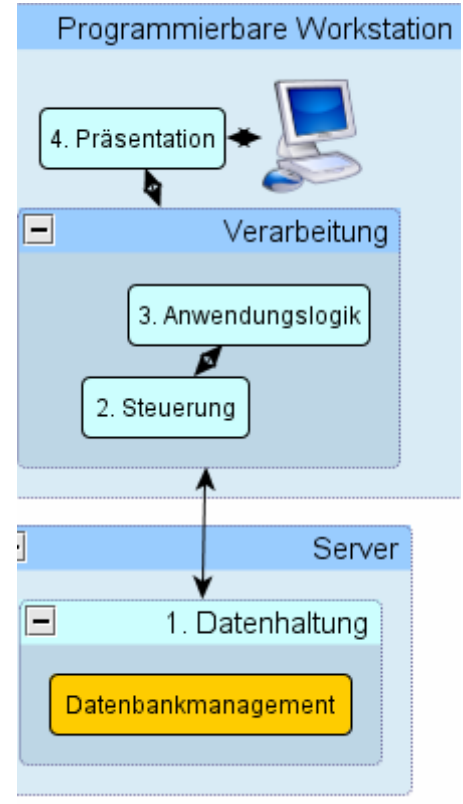 Programmierbare Workstation
4. Präsentation
Verarbeitung
3. Anwendungslogik
2. Steuerung
Server
1. Datenhaltung
Datenbankmanagement